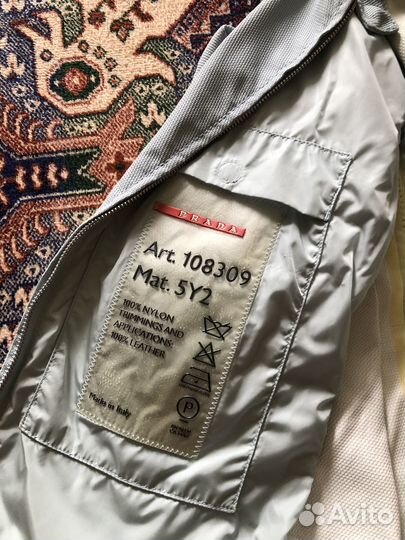 PRADA
Art. 108309
Mat. 5Y2
100% NYLON
TRIMMINGS AND
APPLICATIONS:
100% LEATHER
P
Made in Italy
Avito